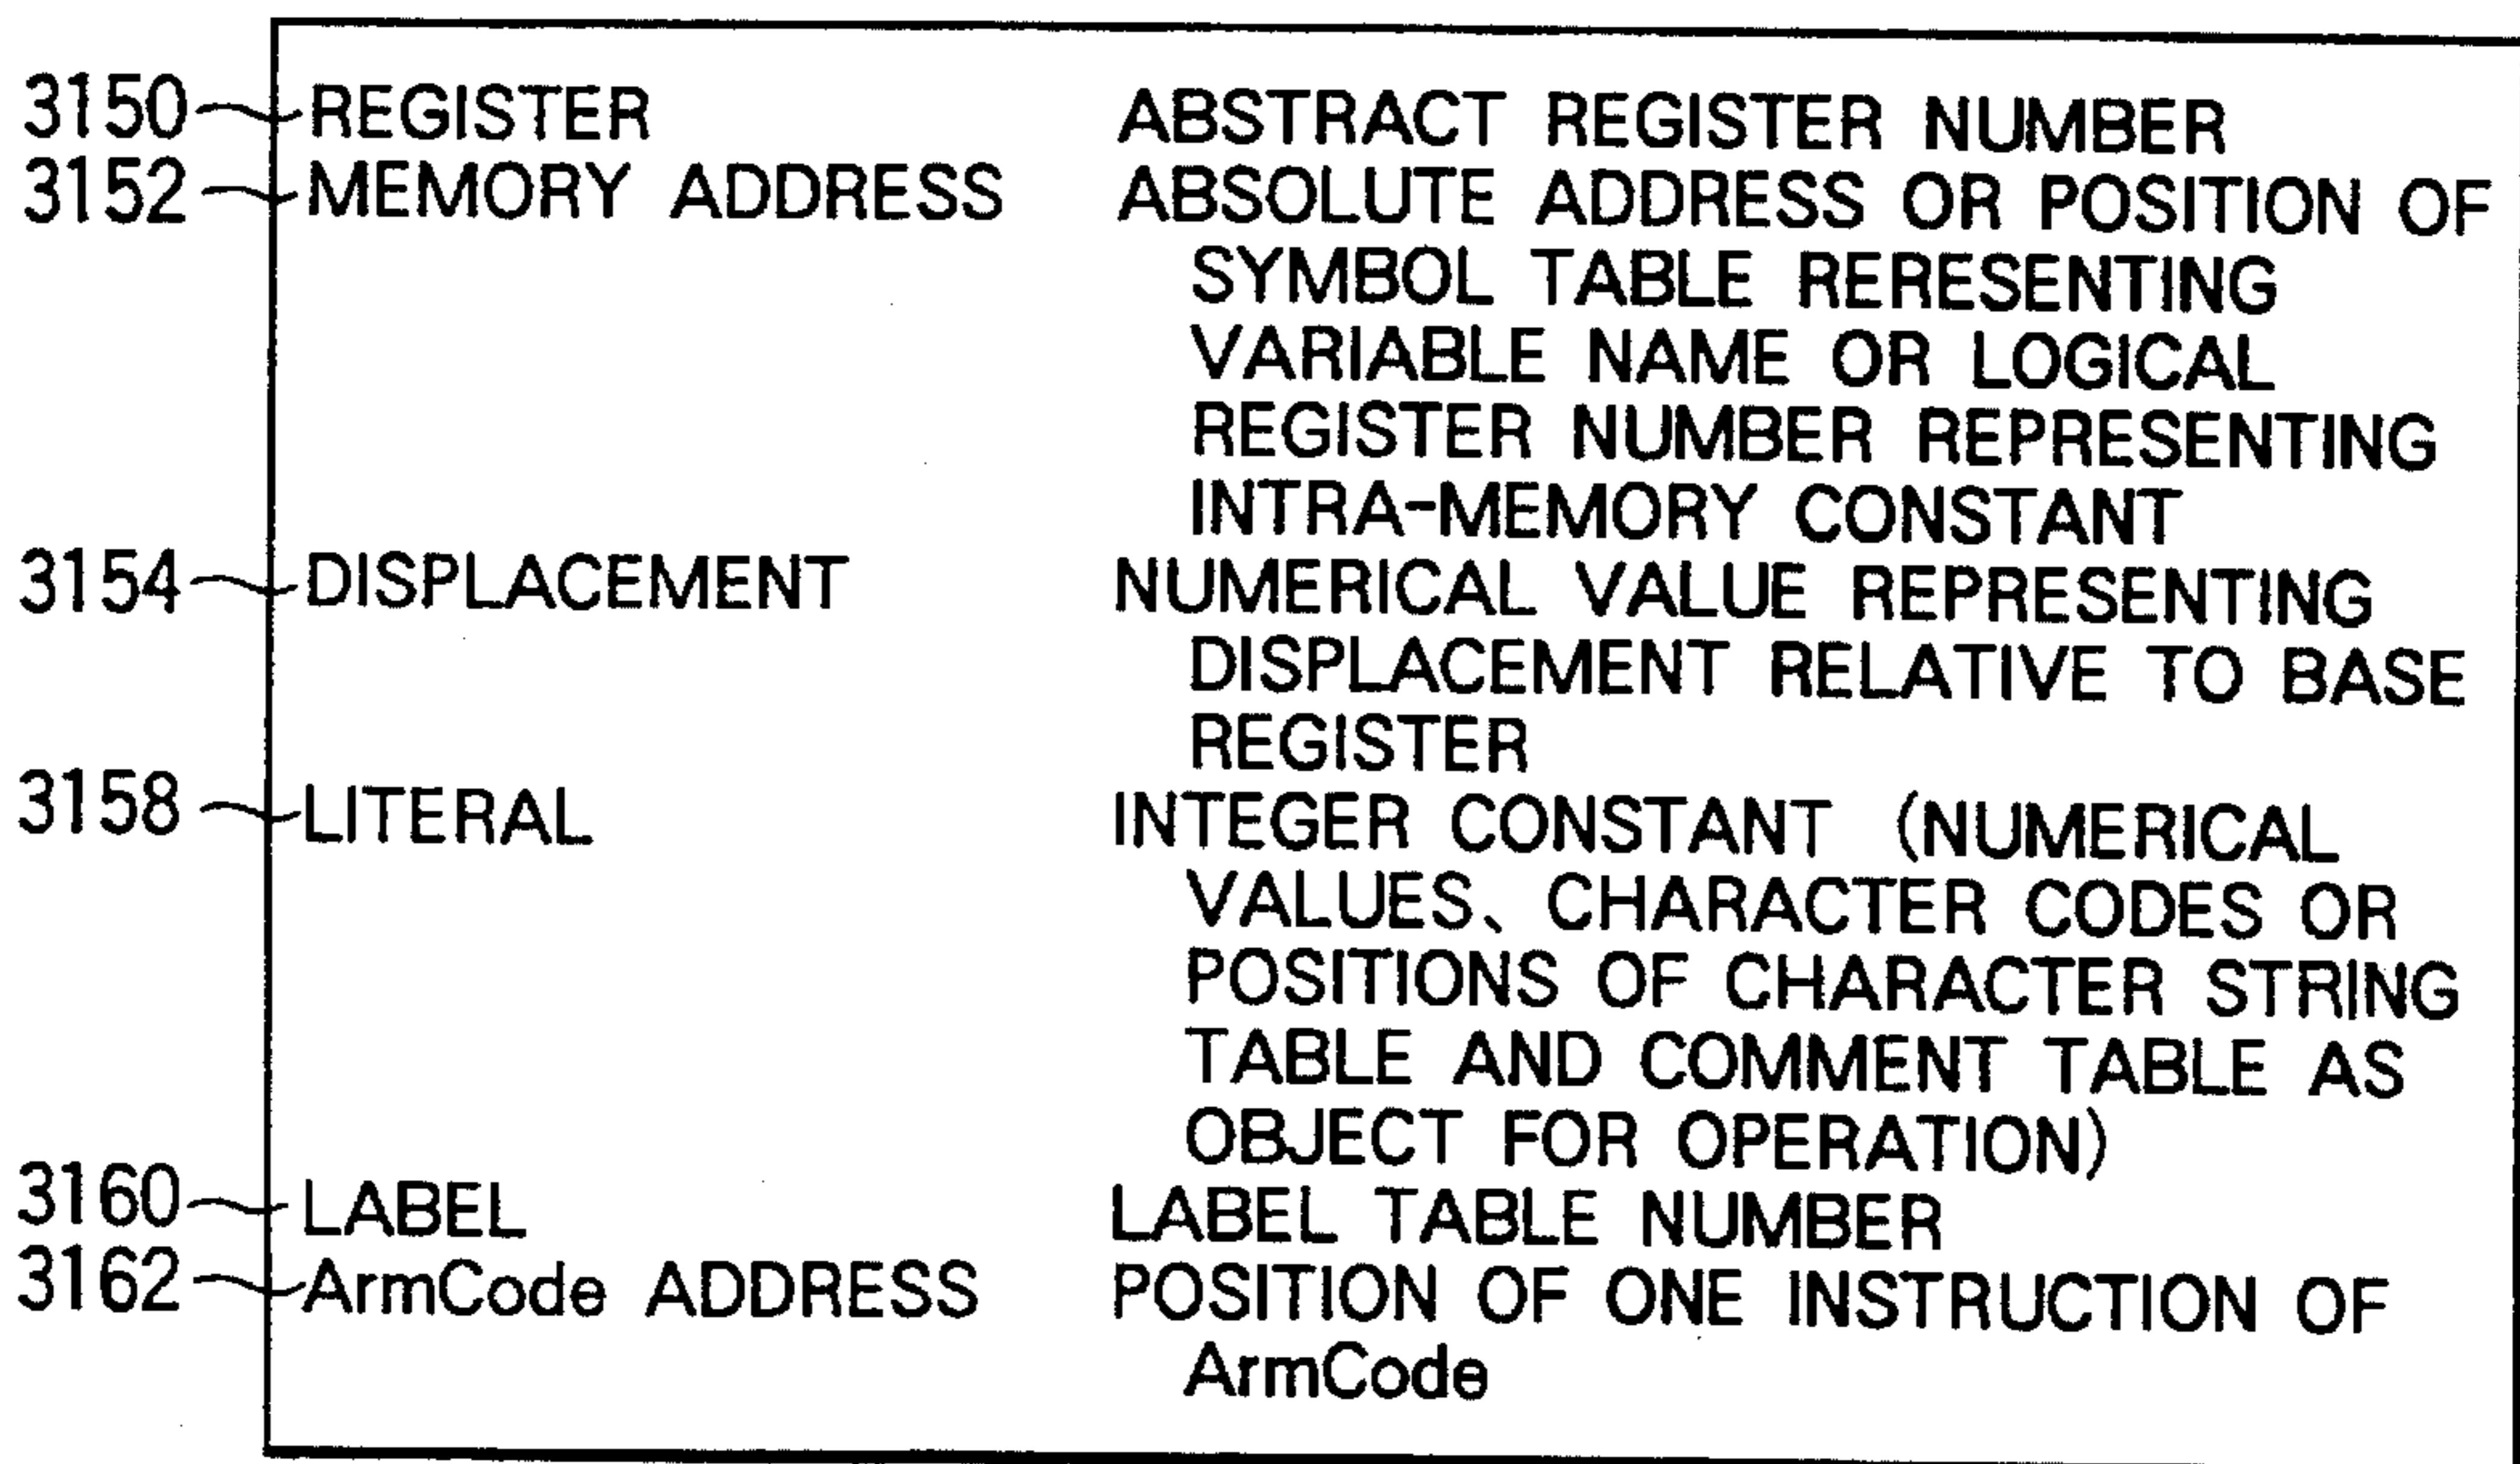 3150 REGISTER ABSTRACT REGISTER NUMBER
3152 MEMORY ADDRESS ABSOLUTE ADDRESS OR POSITION OF
SYMBOL TABLE RERESENTING
VARIABLE NAME OR LOGICAL
REGISTER NUMBER REPRESENTING
INTRA-MEMORY CONSTANT
3154 DISPLACEMENT NUMERICAL VALUE REPRESENTING
DISPLACEMENT RELATIVE TO BASE
REGISTER
3158 LITERAL INTEGER CONSTANT (NUMERICAL
VALUES、CHARACTER CODES OR
POSITIONS OF CHARACTER STRING
TABLE AND COMMENT TABLE AS
OBJECT FOR OPERATION)
3160 LABEL LABEL TABLE NUMBER
3162 ArmCode ADDRESS POSITION OF ONE INSTRUCTION OF
ArmCode